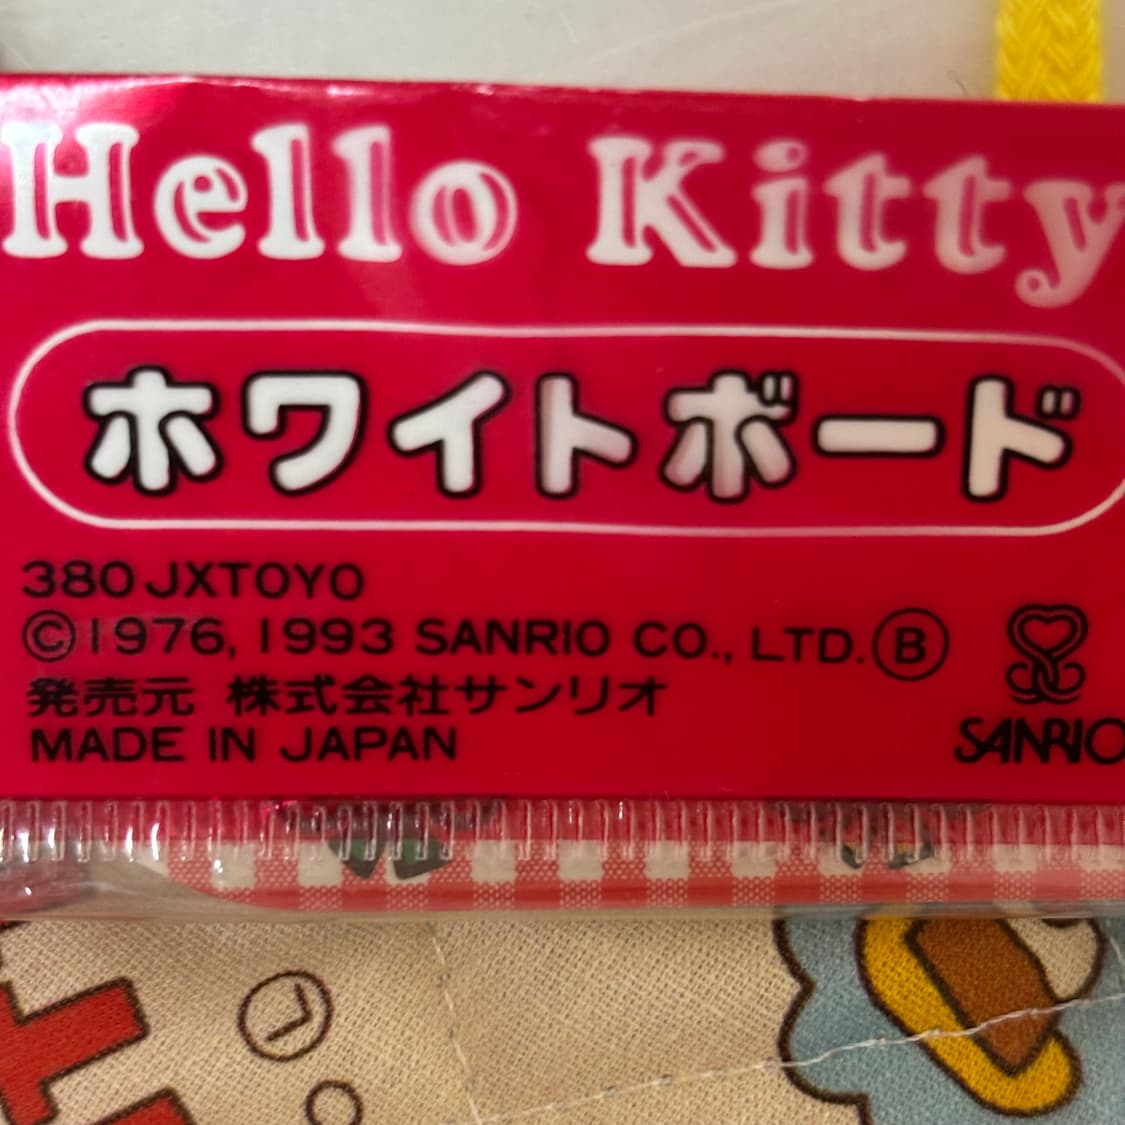 Hello Kitty
ホワイトボード
380 JXTOYO
©1976, 1993 SANRIO CO., LTD. Ⓑ
発売元 株式会社サンリオ
MADE IN JAPAN
SANRIO